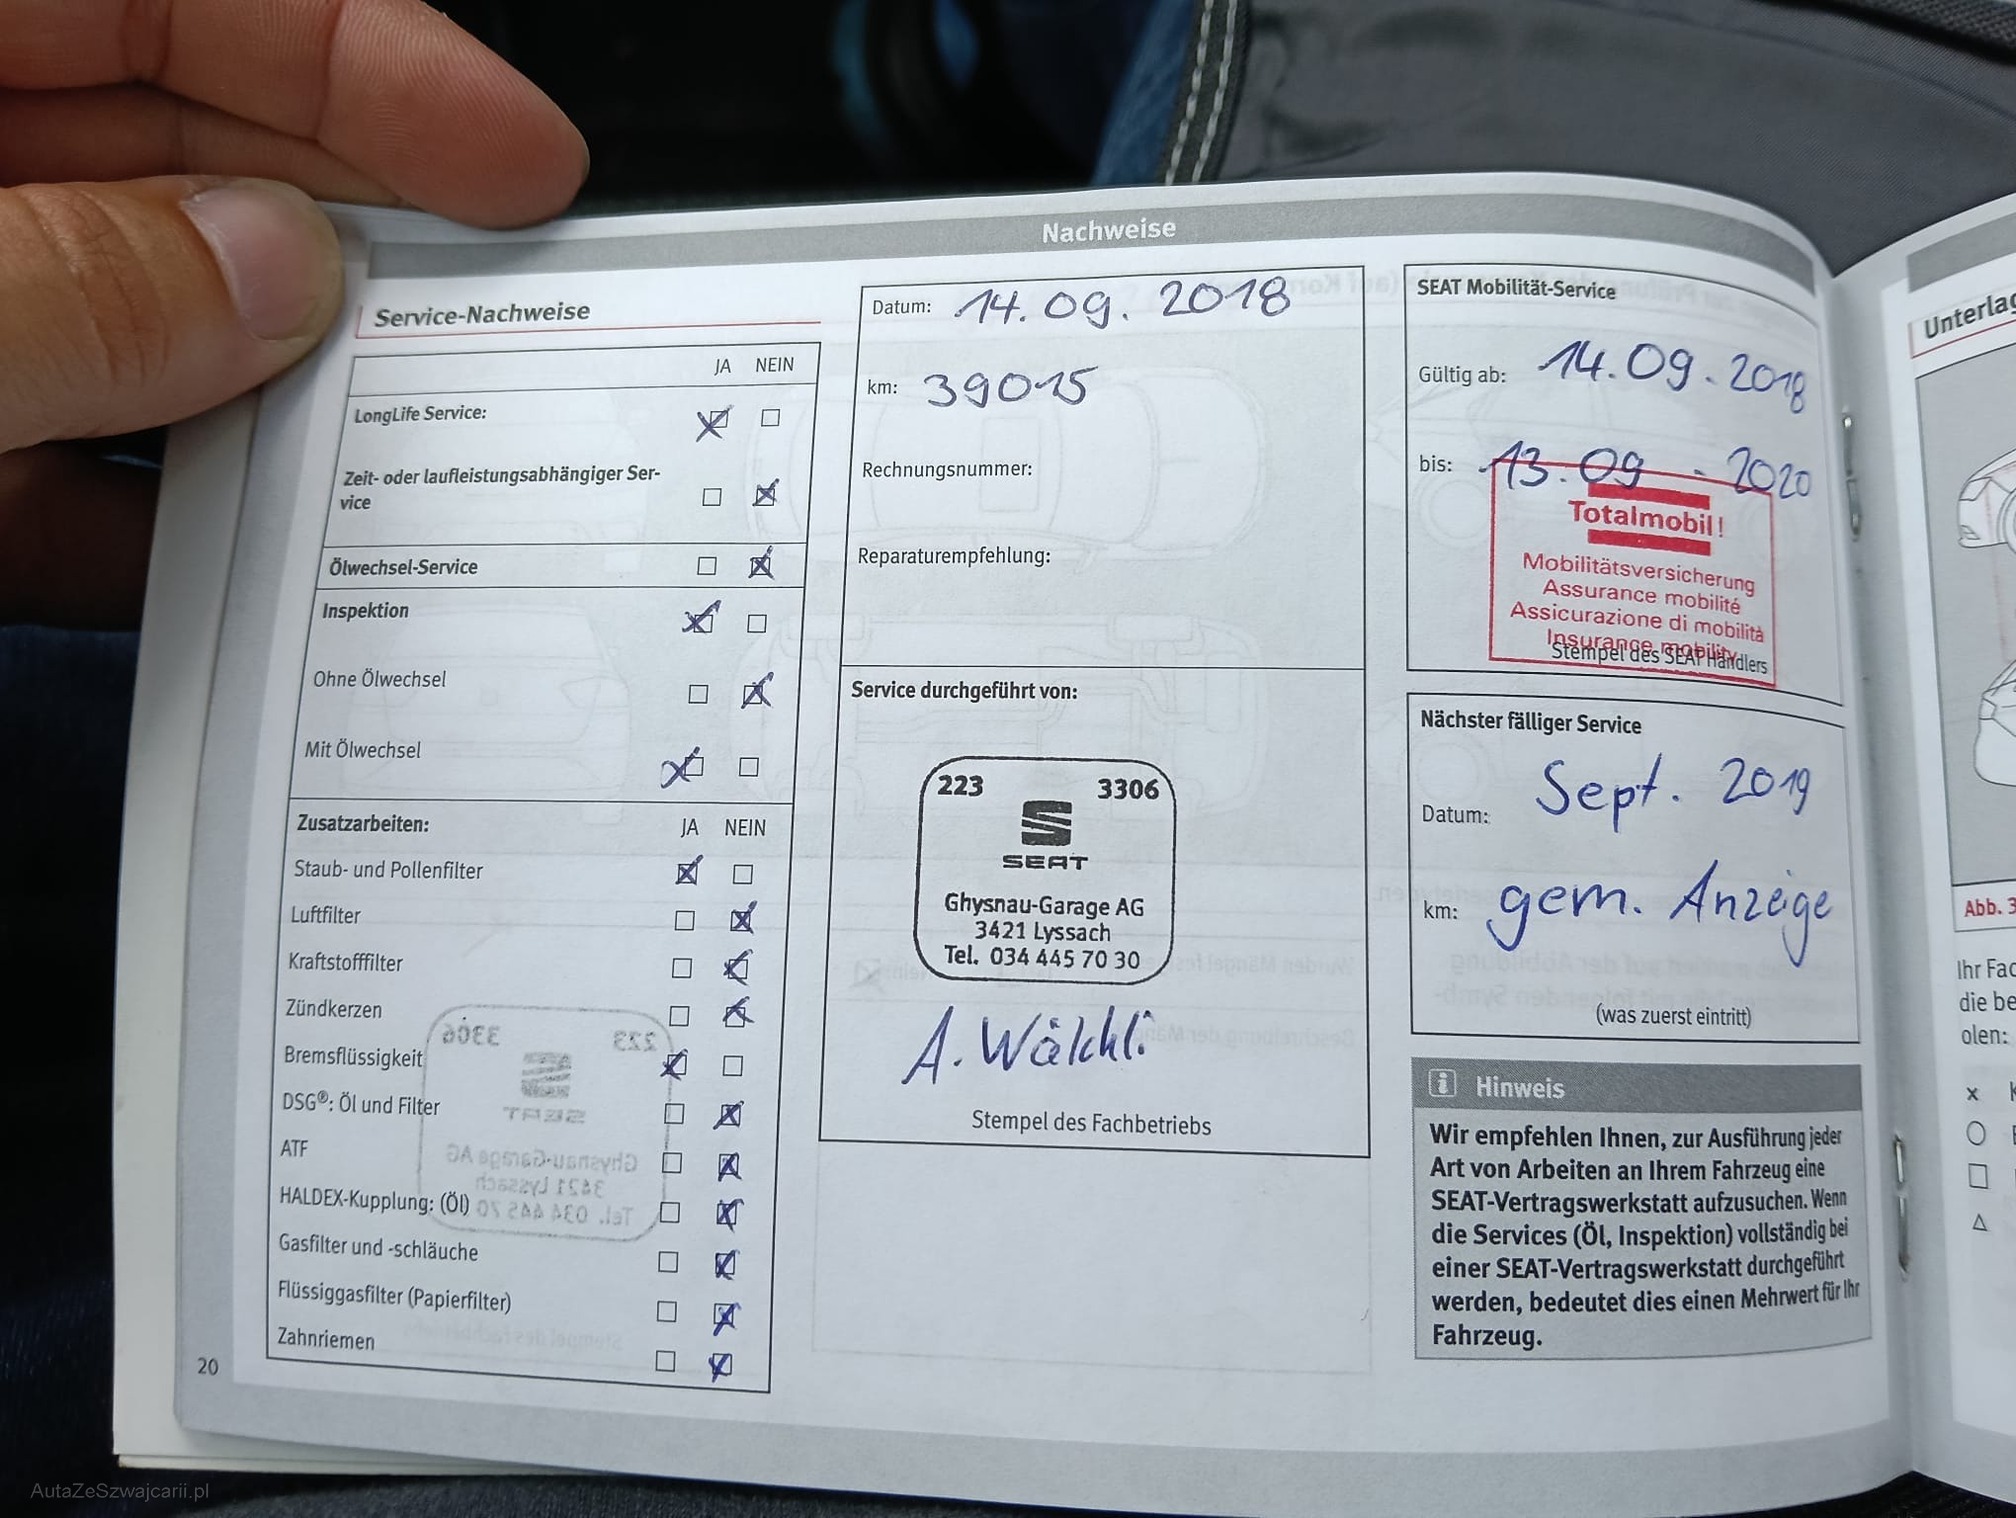 Nachweise
Service-Nachweise
JA NEIN
LongLife Service:
Zeit- oder laufleistungsabhängiger Ser-
vice
Ölwechsel-Service
Inspektion
Ohne Ölwechsel
Mit Ölwechsel
Zusatzarbeiten: JA NEIN
Staub- und Pollenfilter
Luftfilter
Kraftstofffilter
Zündkerzen
Bremsflüssigkeit
DSG®: Öl und Filter
ATF
HALDEX-Kupplung: (Öl)
Gasfilter und -schläuche
Flüssiggasfilter (Papierfilter)
Zahnriemen
20
Datum: 14.09.2018
km: 39015
Rechnungsnummer:
Reparaturempfehlung:
Service durchgeführt von:
223 3306
SEAT
Ghysnau-Garage AG
3421 Lyssach
Tel. 034 445 70 30
A. Wälchli
Stempel des Fachbetriebs
SEAT Mobilität-Service
Gültig ab: 14.09.2018
bis: 13.09.2020
Totalmobil!
Mobilitätsversicherung
Assurance mobilité
Assicurazione di mobilità
Insurance mobility
Stempel des SEAT Händlers
Nächster fälliger Service
Datum: Sept. 2019
km: gem. Anzeige
(was zuerst eintritt)
i Hinweis
Wir empfehlen Ihnen, zur Ausführung jeder
Art von Arbeiten an Ihrem Fahrzeug eine
SEAT-Vertragswerkstatt aufzusuchen. Wenn
die Services (Öl, Inspektion) vollständig bei
einer SEAT-Vertragswerkstatt durchgeführt
werden, bedeutet dies einen Mehrwert für Ihr
Fahrzeug.
Abb. 3
Ihr Fac
die be
olen:
AutaZeSzwajcarii.pl